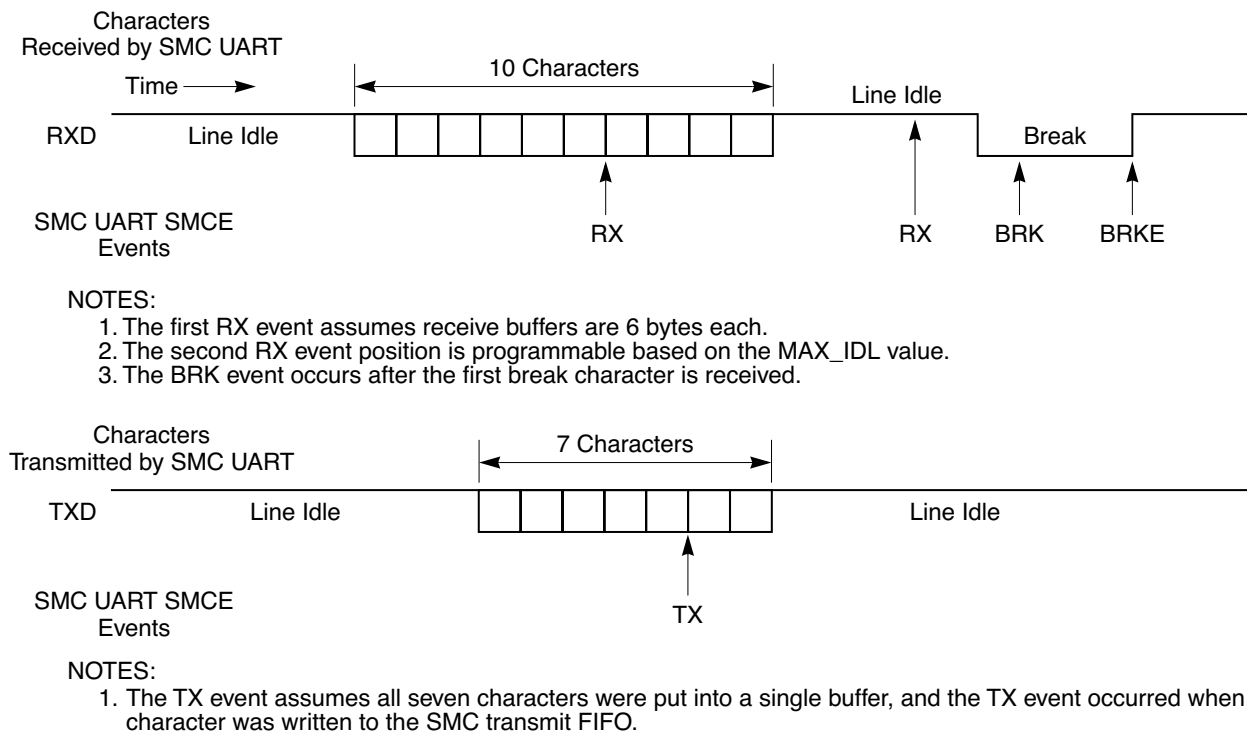 Characters
Received by SMC UART
Time
10 Characters
Line Idle
RXD
Line Idle
Break
SMC UART SMCE
Events
RX
RX
BRK
BRKE
NOTES:
1. The first RX event assumes receive buffers are 6 bytes each.
2. The second RX event position is programmable based on the MAX_IDL value.
3. The BRK event occurs after the first break character is received.
Characters
Transmitted by SMC UART
7 Characters
TXD
Line Idle
Line Idle
SMC UART SMCE
Events
TX
NOTES:
1. The TX event assumes all seven characters were put into a single buffer, and the TX event occurred when
character was written to the SMC transmit FIFO.